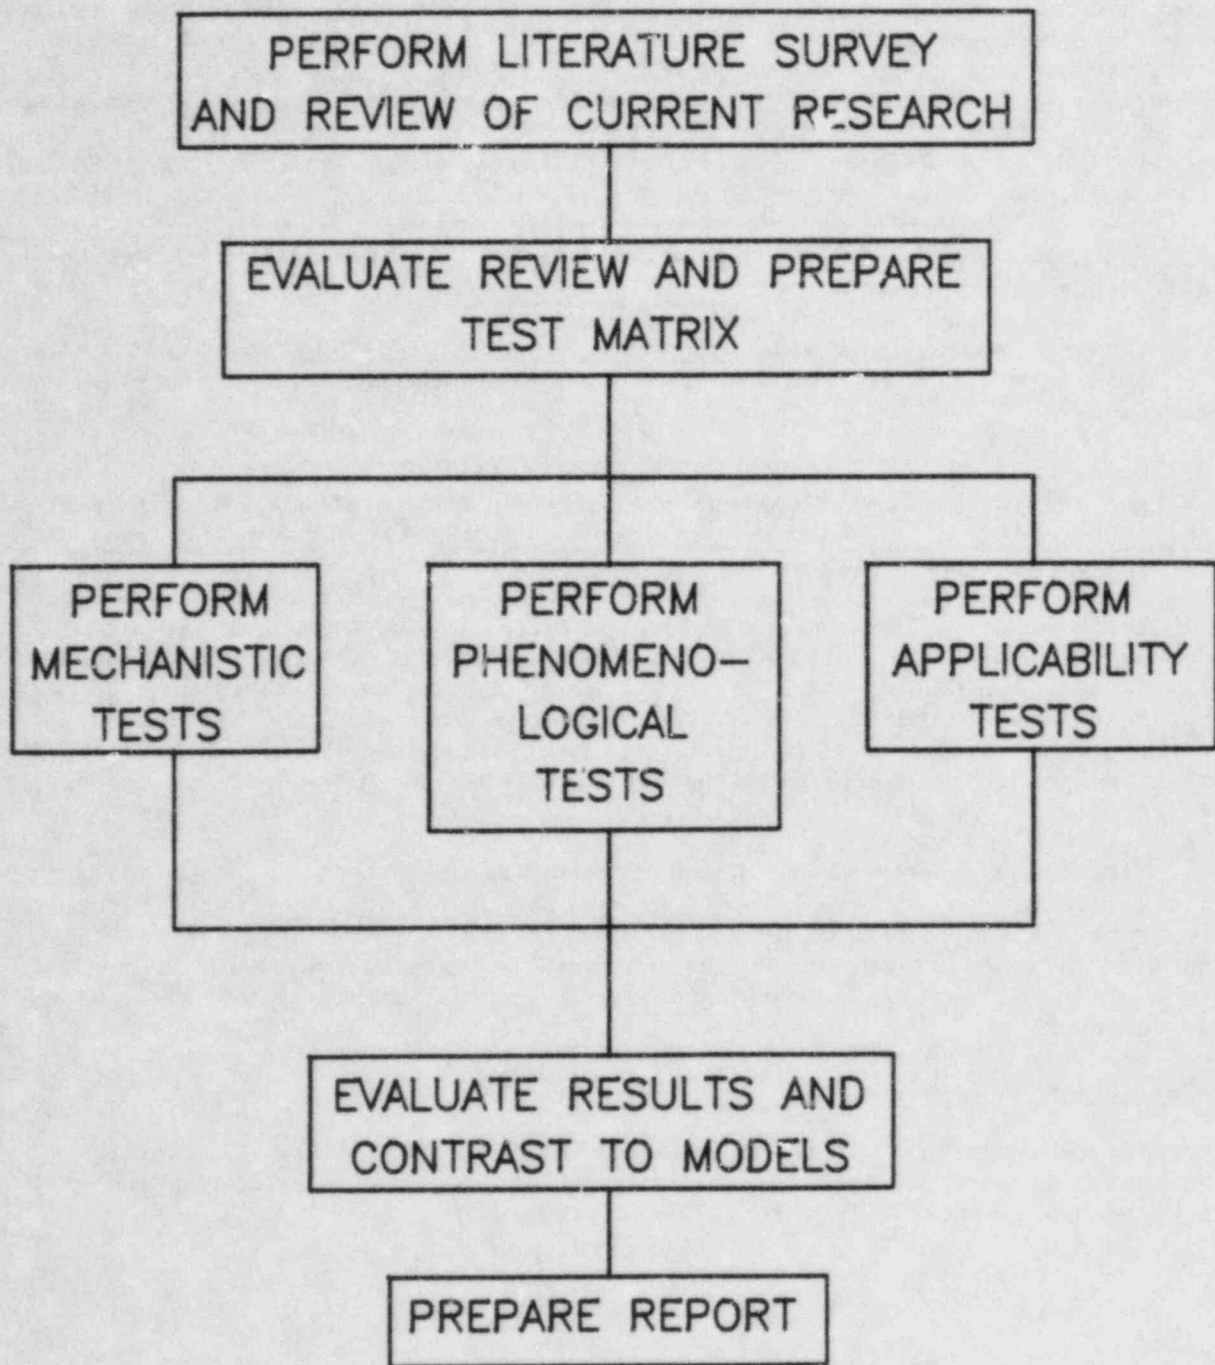 PERFORM LITERATURE SURVEY
AND REVIEW OF CURRENT RESEARCH
EVALUATE REVIEW AND PREPARE
TEST MATRIX
PERFORM
MECHANISTIC
TESTS
PERFORM
PHENOMENO-
LOGICAL
TESTS
PERFORM
APPLICABILITY
TESTS
EVALUATE RESULTS AND
CONTRAST TO MODELS
PREPARE REPORT